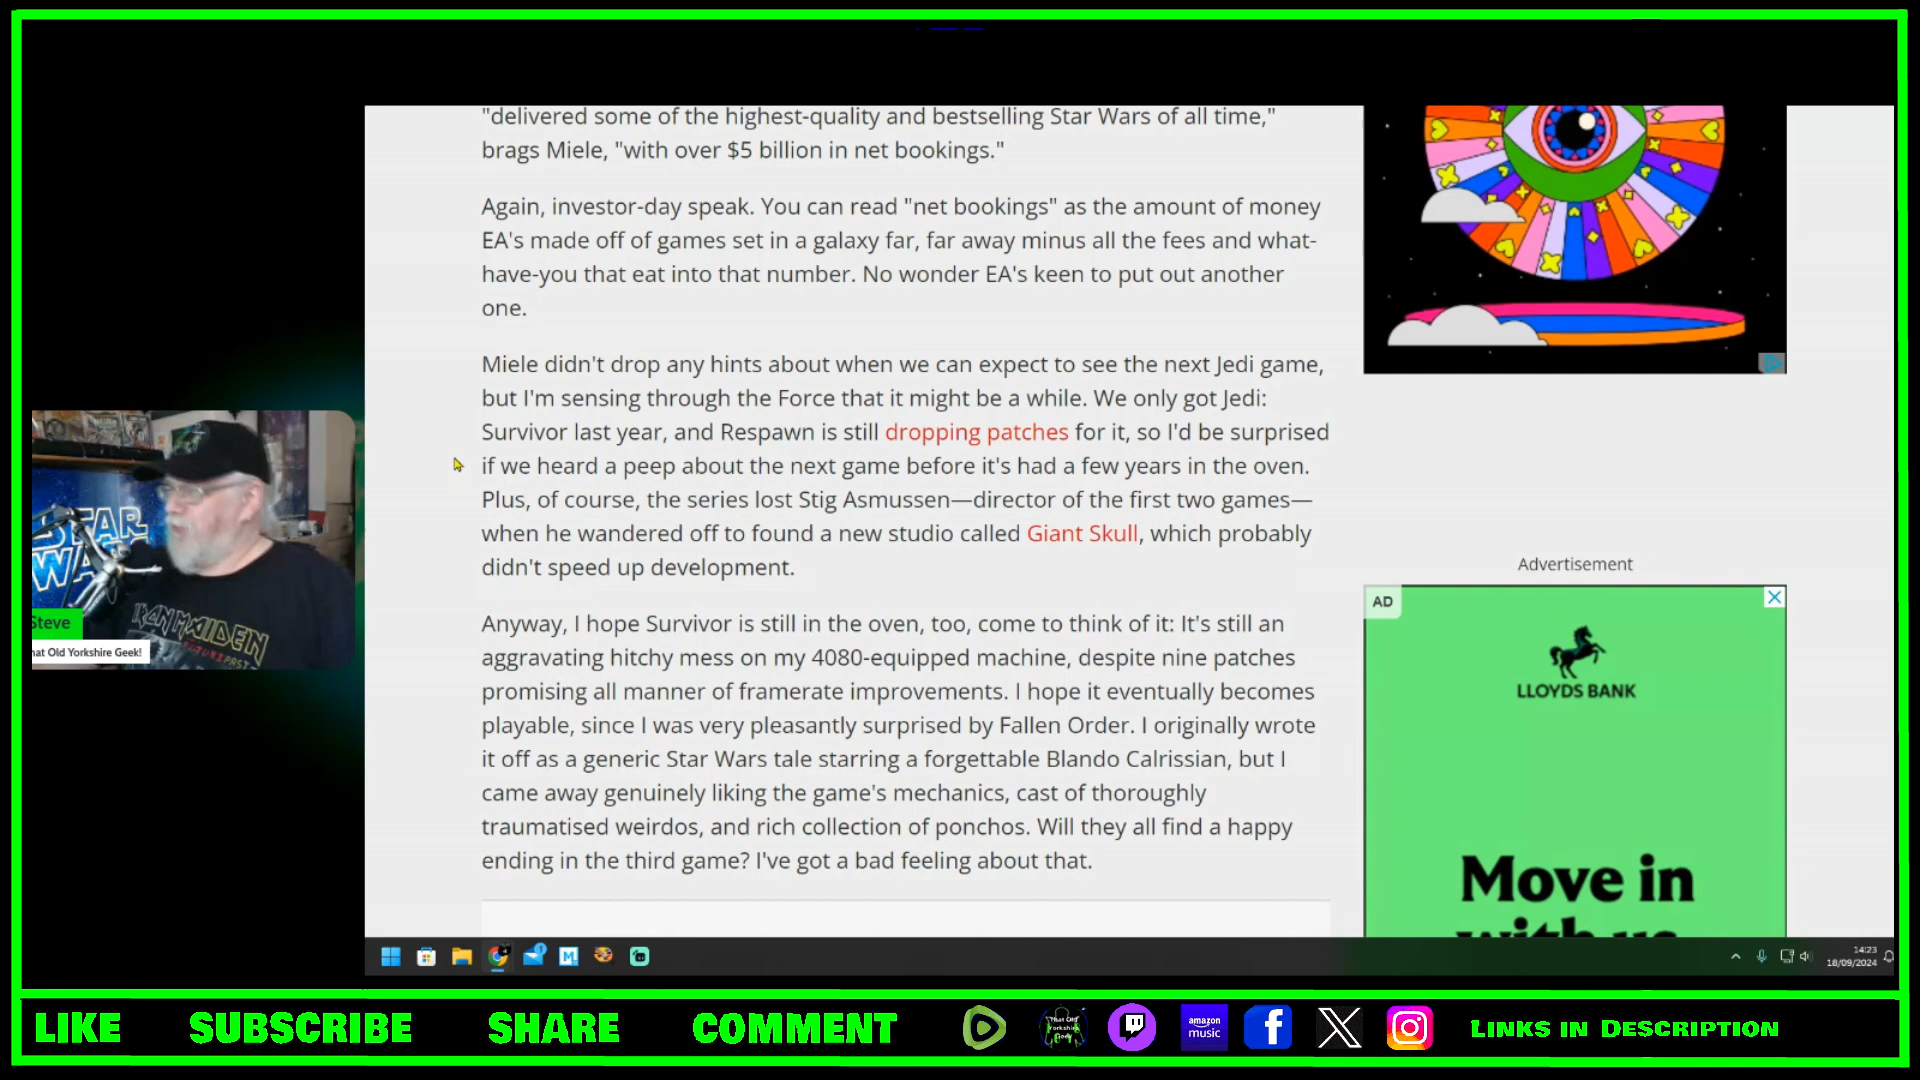 "delivered some of the highest-quality and bestselling Star Wars of all time,"
brags Miele, "with over $5 billion in net bookings."
Again, investor-day speak. You can read "net bookings" as the amount of money
EA's made off of games set in a galaxy far, far away minus all the fees and what-
have-you that eat into that number. No wonder EA's keen to put out another
one.
Miele didn't drop any hints about when we can expect to see the next Jedi game,
but I'm sensing through the Force that it might be a while. We only got Jedi:
Survivor last year, and Respawn is still dropping patches for it, so I'd be surprised
if we heard a peep about the next game before it's had a few years in the oven.
Plus, of course, the series lost Stig Asmussen—director of the first two games—
when he wandered off to found a new studio called Giant Skull, which probably
didn't speed up development.
Anyway, I hope Survivor is still in the oven, too, come to think of it: It's still an
aggravating hitchy mess on my 4080-equipped machine, despite nine patches
promising all manner of framerate improvements. I hope it eventually becomes
playable, since I was very pleasantly surprised by Fallen Order. I originally wrote
it off as a generic Star Wars tale starring a forgettable Blando Calrissian, but I
came away genuinely liking the game's mechanics, cast of thoroughly
traumatised weirdos, and rich collection of ponchos. Will they all find a happy
ending in the third game? I've got a bad feeling about that.
Advertisement
AD
LLOYDS BANK
Move in
with us
STAR
WA
IRON MAIDEN
Steve
hat Old Yorkshire Geek!
14:23
18/09/2024
LIKE SUBSCRIBE SHARE COMMENT
That Old
Yorkshire
Geek!
amazon
music
LINKS IN DESCRIPTION